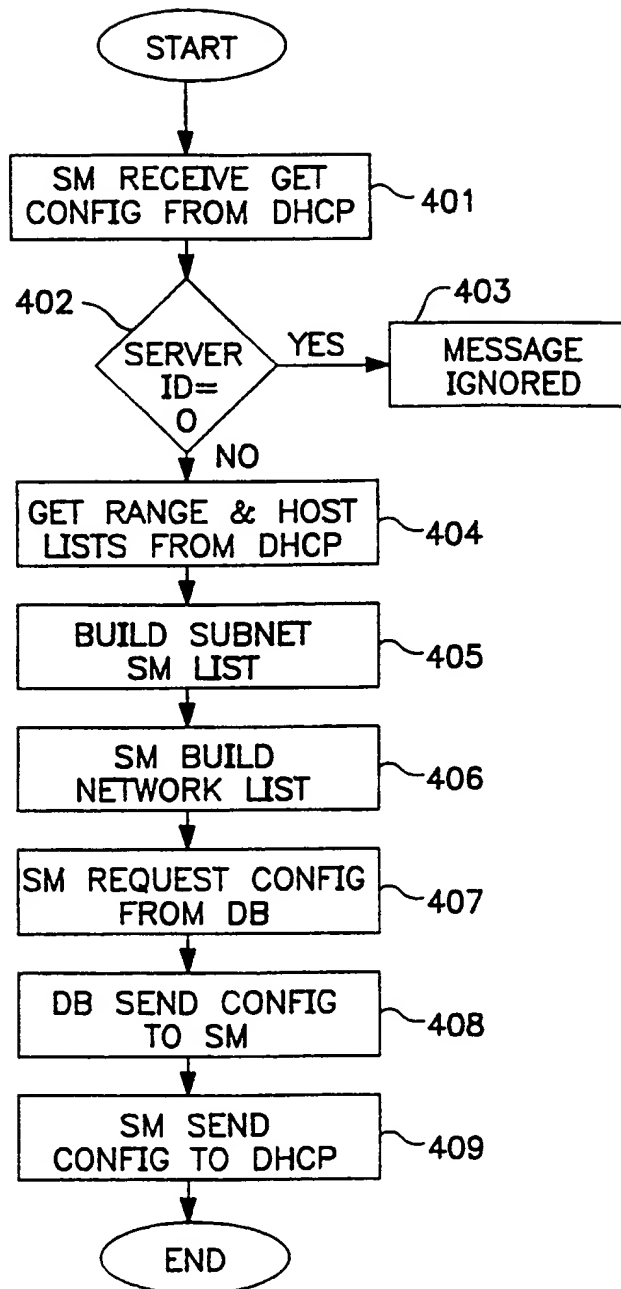 START
SM RECEIVE GET
CONFIG FROM DHCP
401
402
SERVER
ID=
0
YES
403
MESSAGE
IGNORED
NO
GET RANGE & HOST
LISTS FROM DHCP
404
BUILD SUBNET
SM LIST
405
SM BUILD
NETWORK LIST
406
SM REQUEST CONFIG
FROM DB
407
DB SEND CONFIG
TO SM
408
SM SEND
CONFIG TO DHCP
409
END